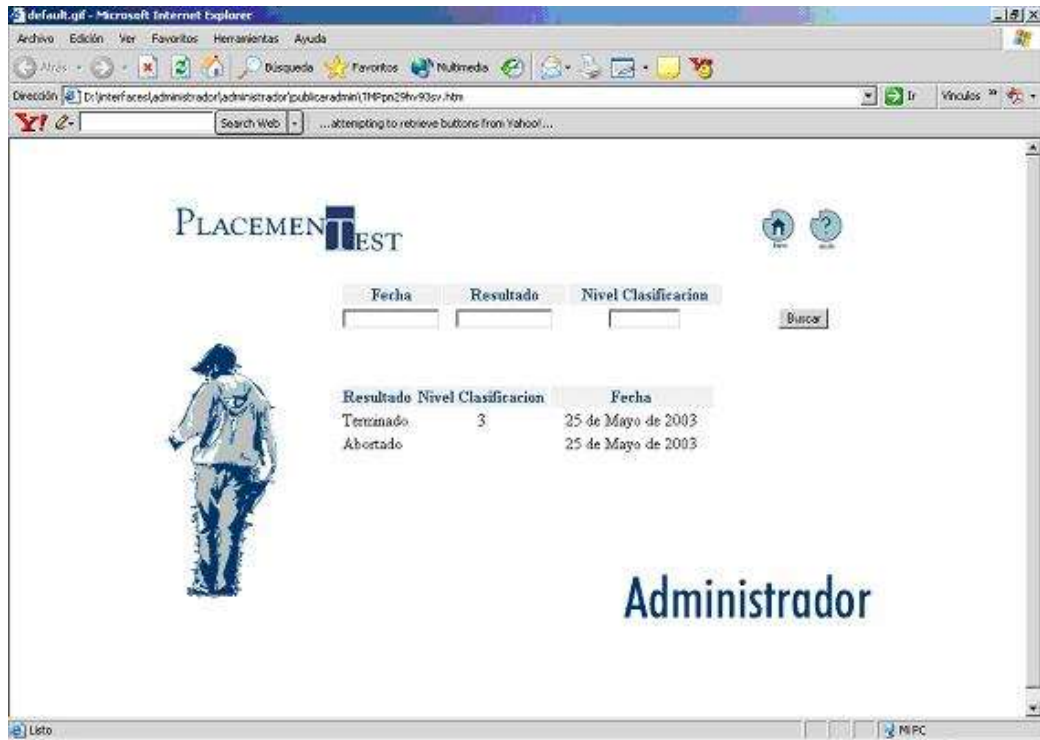 default.gif - Microsoft Internet Explorer
Archivo Edición Ver Favoritos Herramientas Ayuda
Atrás Búsqueda Favoritos Multimedia
Dirección D:\interfaces\administrador\administrador\publicaradmin\TMPpn29hv93sv.htm Ir Vínculos »
Y! Search Web ...attempting to retrieve buttons from Yahoo!...
PLACEMENTEST
Fecha Resultado Nivel Clasificacion
Buscar
Resultado Nivel Clasificacion Fecha
Terminado 3 25 de Mayo de 2003
Abortado 25 de Mayo de 2003
Administrador
Listo Mi PC